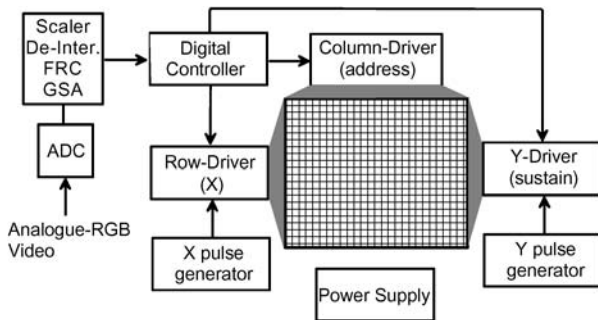 Scaler
De-Inter.
FRC
GSA
Digital
Controller
Column-Driver
(address)
ADC
Row-Driver
(X)
Y-Driver
(sustain)
Analogue-RGB
Video
X pulse
generator
Y pulse
generator
Power Supply